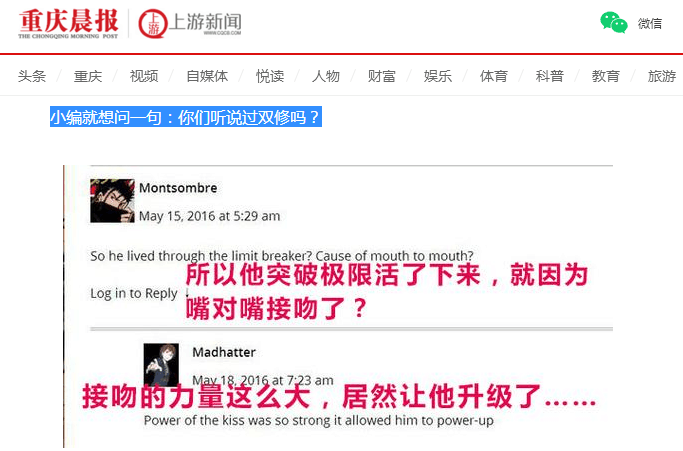 重庆晨报
THE CHONGQING MORNING POST
上游
上游新闻
WWW.CQCB.COM
微信
头条 / 重庆 / 视频 / 自媒体 / 悦读 / 人物 / 财富 / 娱乐 / 体育 / 科普 / 教育 / 旅游
小编就想问一句：你们听说过双修吗？
Montsombre
May 15, 2016 at 5:29 am
So he lived through the limit breaker? Cause of mouth to mouth?
所以他突破极限活了下来，就因为
Log in to Reply ↓
嘴对嘴接吻了？
Madhatter
May 18, 2016 at 7:23 am
接吻的力量这么大，居然让他升级了……
Power of the kiss was so strong it allowed him to power-up